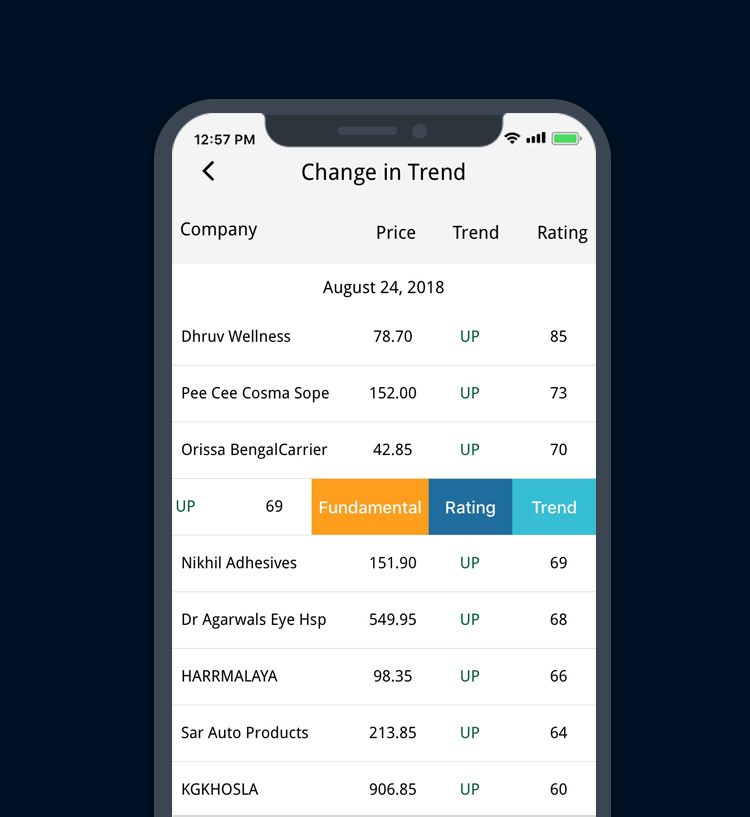 12:57 PM
Change in Trend
Company Price Trend Rating
August 24, 2018
Dhruv Wellness 78.70 UP 85
Pee Cee Cosma Sope 152.00 UP 73
Orissa BengalCarrier 42.85 UP 70
UP 69 Fundamental Rating Trend
Nikhil Adhesives 151.90 UP 69
Dr Agarwals Eye Hsp 549.95 UP 68
HARRMALAYA 98.35 UP 66
Sar Auto Products 213.85 UP 64
KGKHOSLA 906.85 UP 60